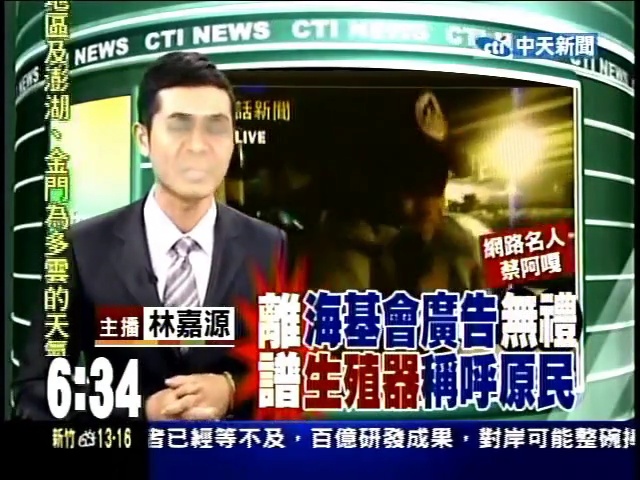 地區及澎湖、金門為多雲的天氣
NEWS CTI NEWS CTI NEWS
cti 中天新聞
CTI NEWS
話新聞
LIVE
網路名人
蔡阿嘎
主播 林嘉源
離譜
海基會廣告無禮
生殖器稱呼原民
6:34
新竹 13-16
者已經等不及，百億研發成果，對岸可能整碗捧